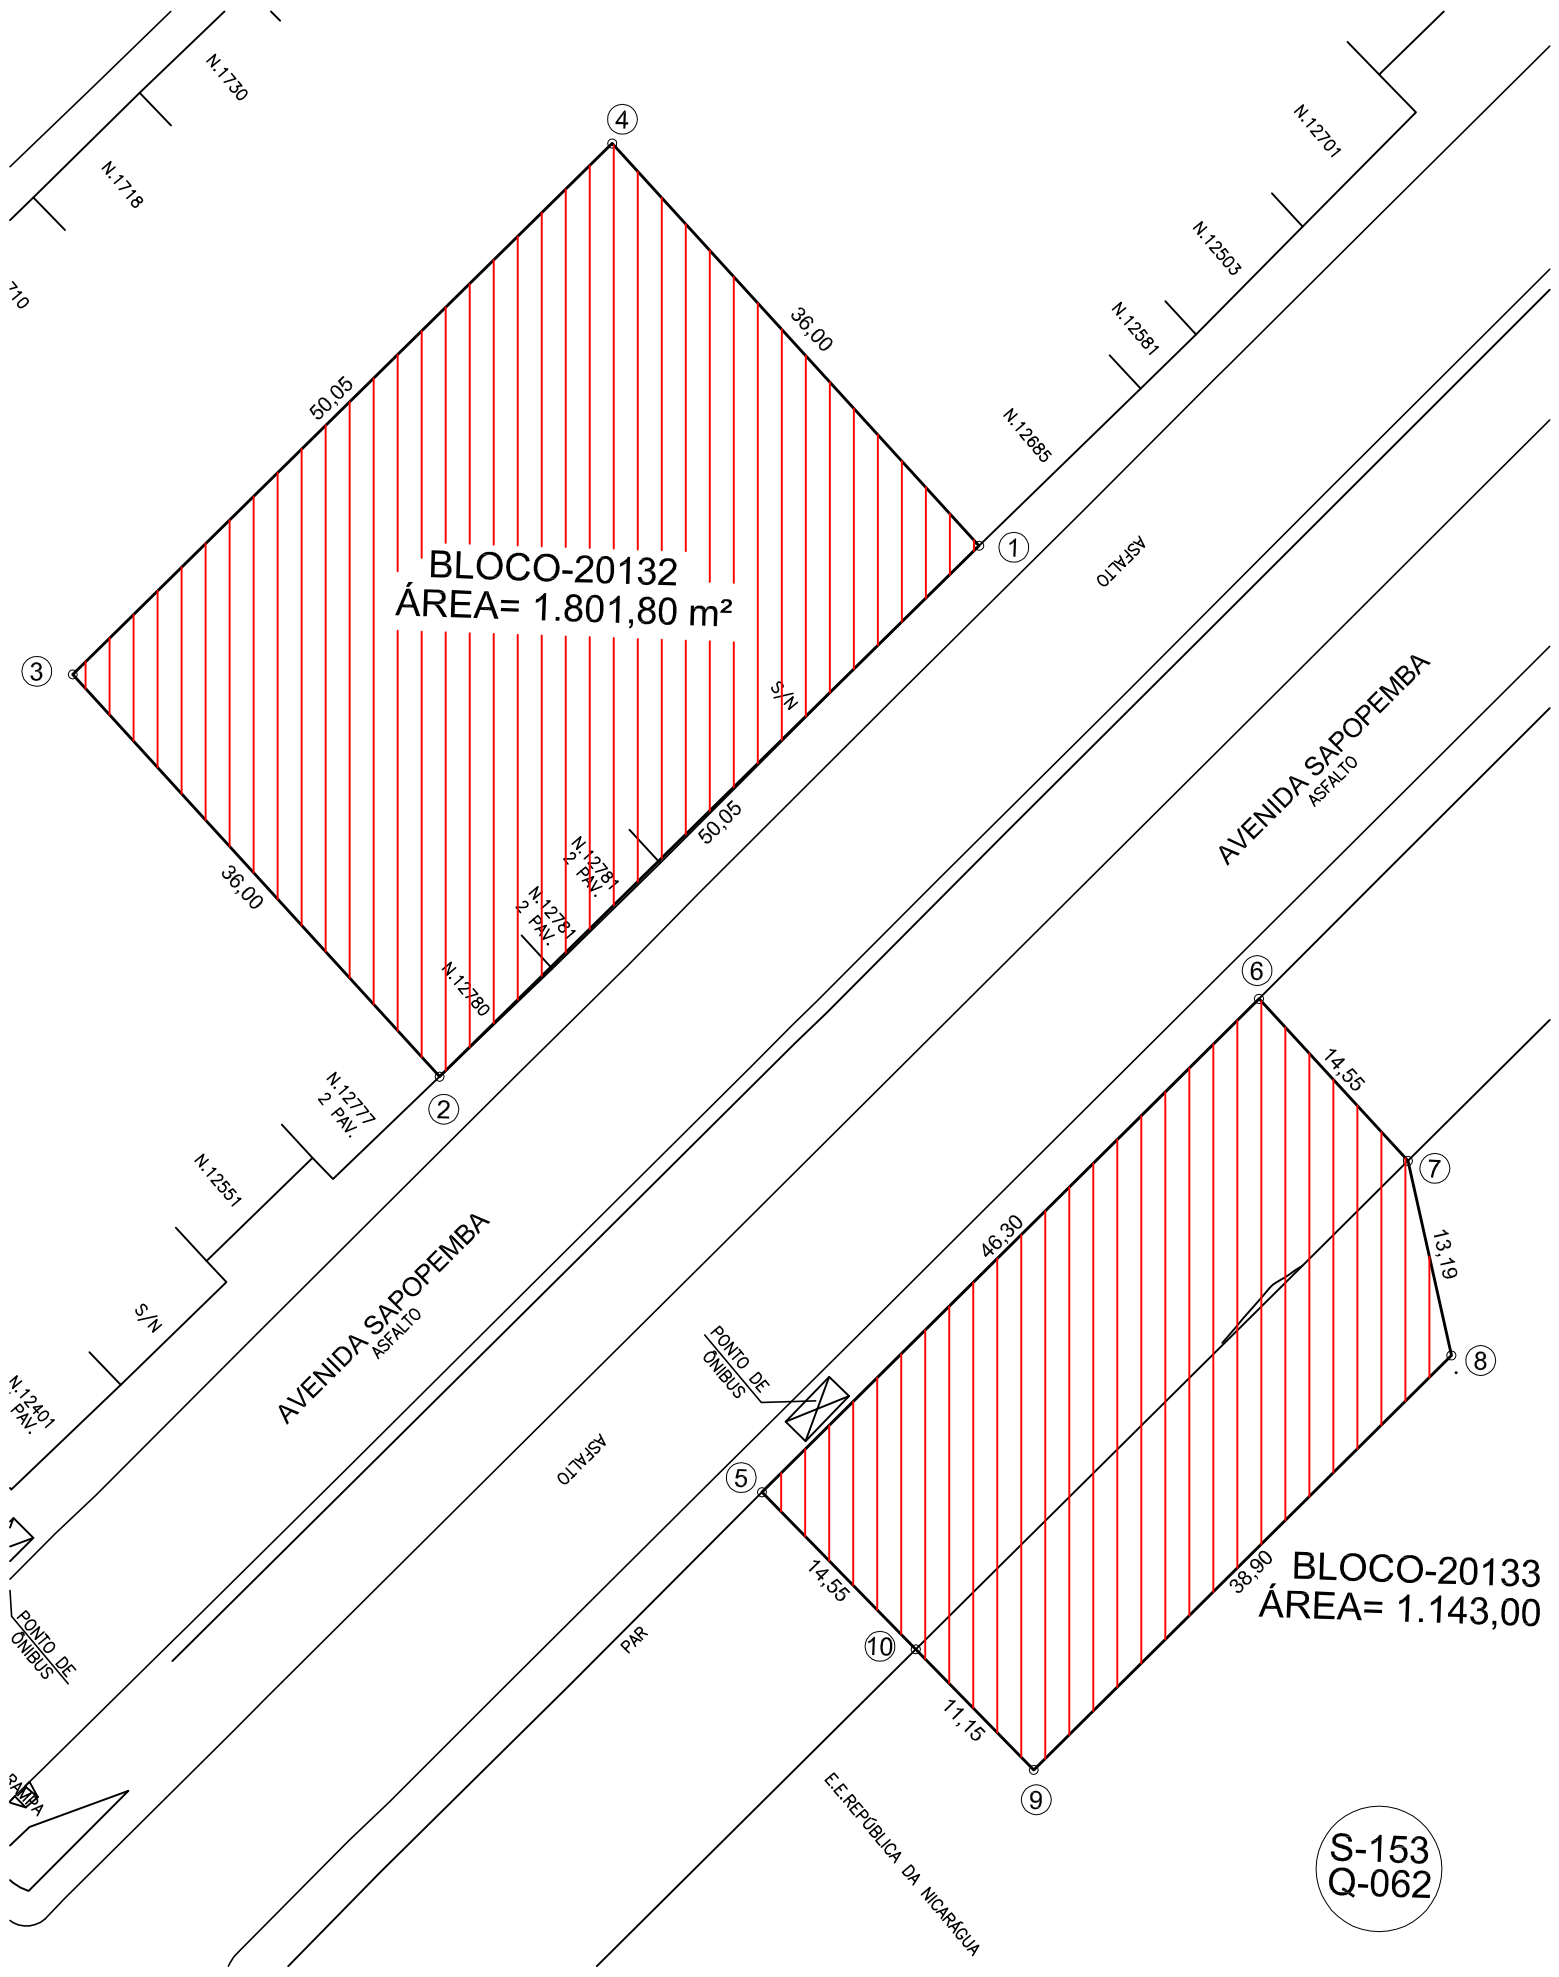 N.1730
N.1718
710
4
N.12701
N.12503
N.12581
N.12685
36,00
50,05
1
ASFALTO
BLOCO-20132
ÁREA= 1.801,80 m²
3
S/N
50,05
AVENIDA SAPOPEMBA
ASFALTO
N.12781
2 PAV.
N.12781
2 PAV.
N.12780
36,00
2
6
N.12777
2 PAV.
14,55
N.12551
7
13,19
46,30
AVENIDA SAPOPEMBA
ASFALTO
S/N
PONTO DE
ÔNIBUS
8
N.12401
PAV.
ASFALTO
5
14,55
38,90
BLOCO-20133
ÁREA= 1.143,00
PONTO DE
ÔNIBUS
PAR
10
11,15
RAMPA
9
E.E.REPÚBLICA DA NICARÁGUA
S-153
Q-062